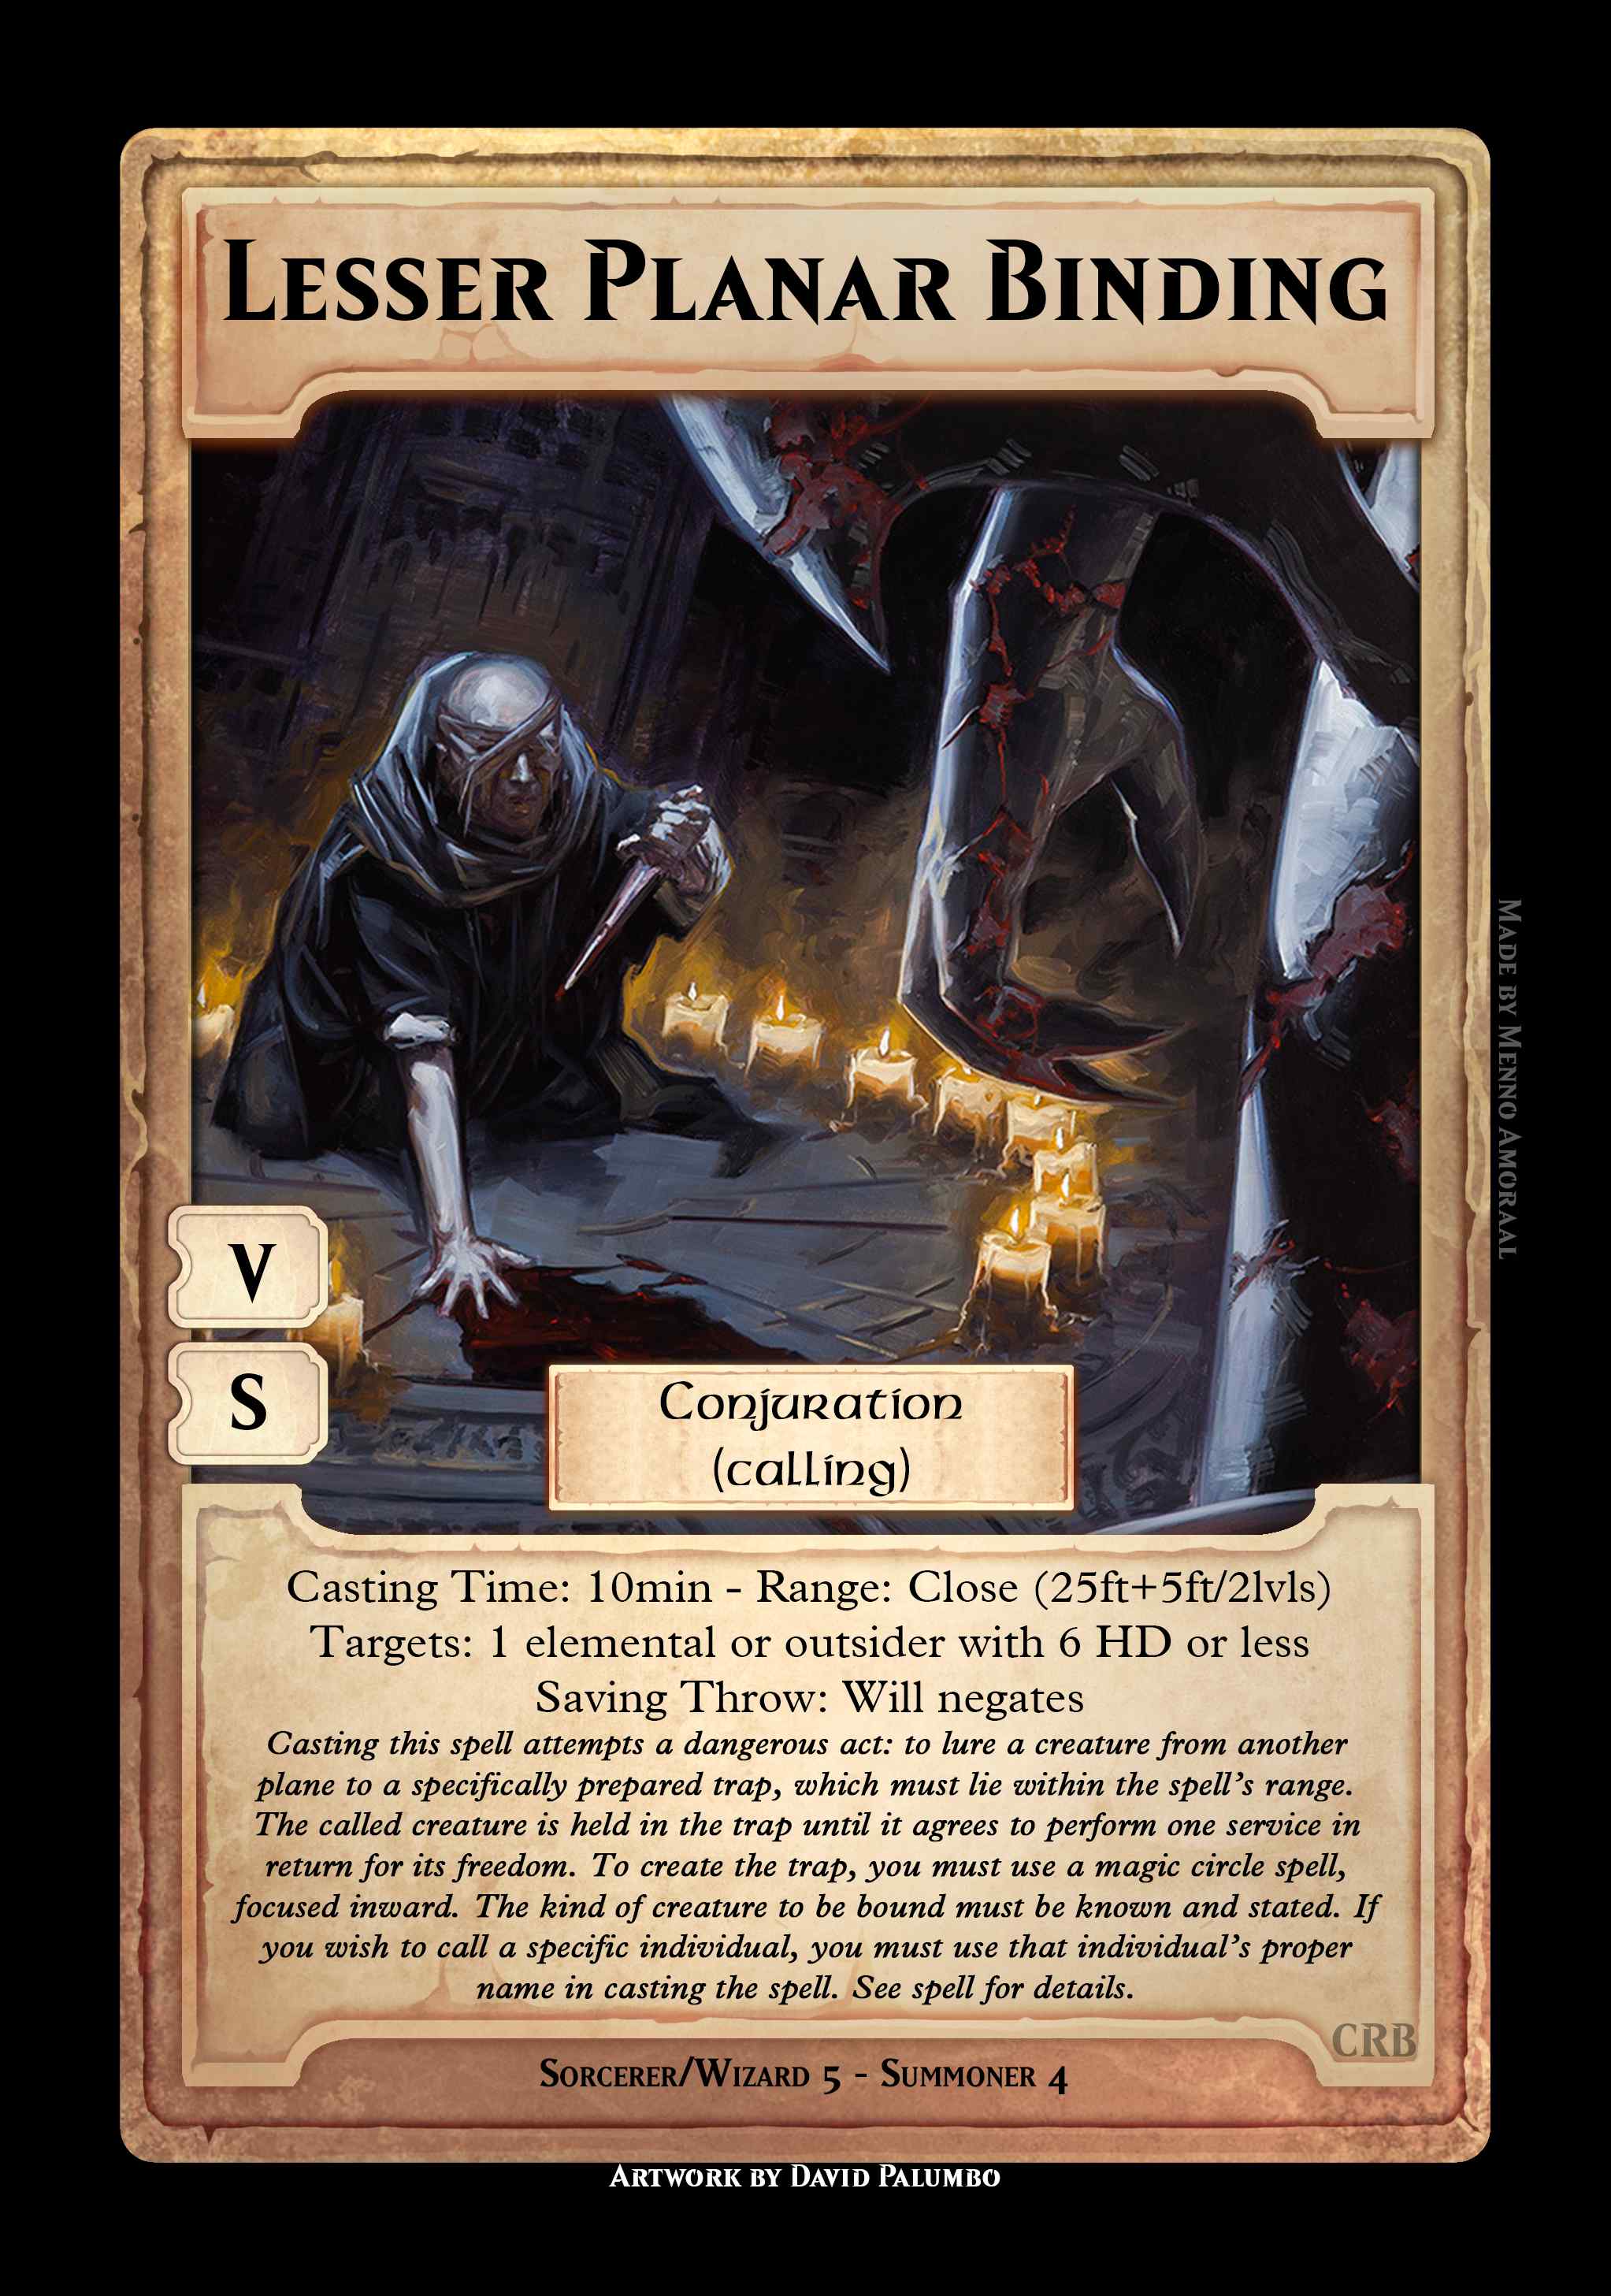 Lesser Planar Binding
V
S
Conjuration
(calling)
Casting Time: 10min - Range: Close (25ft+5ft/2lvls)
Targets: 1 elemental or outsider with 6 HD or less
Saving Throw: Will negates
Casting this spell attempts a dangerous act: to lure a creature from another
plane to a specifically prepared trap, which must lie within the spell's range.
The called creature is held in the trap until it agrees to perform one service in
return for its freedom. To create the trap, you must use a magic circle spell,
focused inward. The kind of creature to be bound must be known and stated. If
you wish to call a specific individual, you must use that individual's proper
name in casting the spell. See spell for details.
CRB
Sorcerer/Wizard 5 - Summoner 4
Artwork by David Palumbo
Made by Menno Amoraal